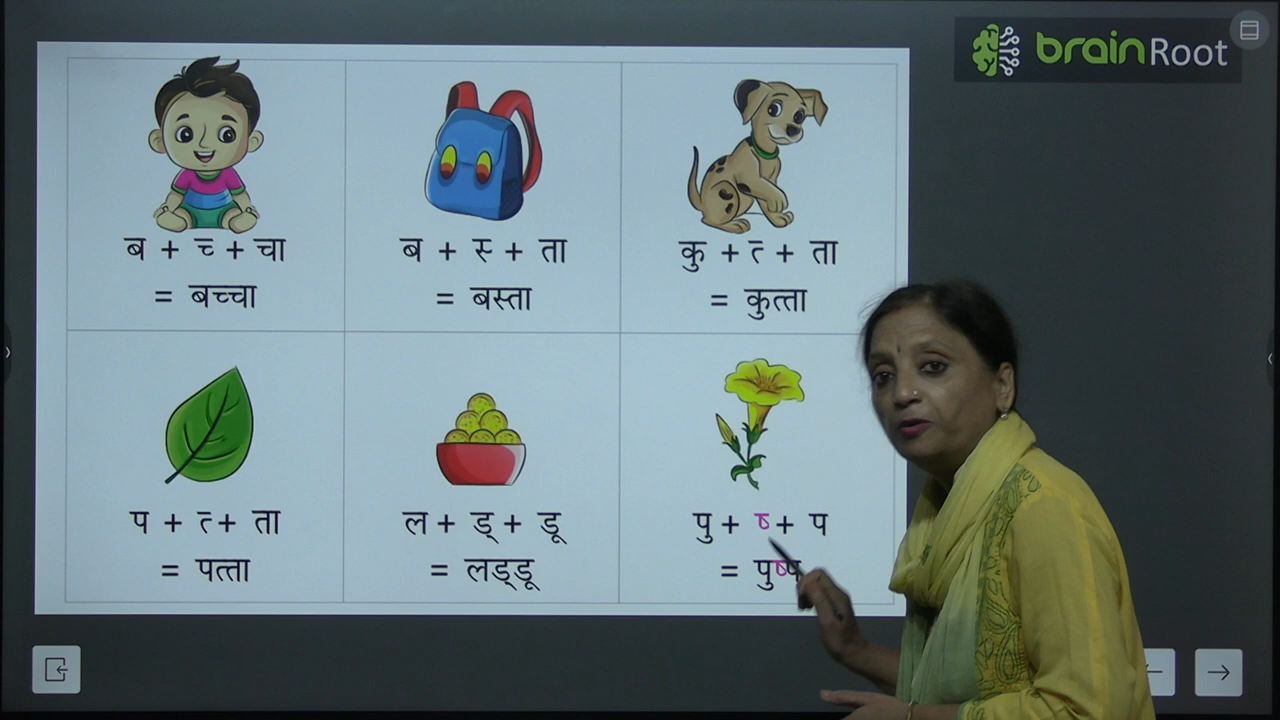 brainRoot
ब + च्‍ + चा
= बच्चा
ब + स्‍ + ता
= बस्ता
कु + त्‍ + ता
= कुत्ता
प + त्‍ + ता
= पत्ता
ल + ड् + डू
= लड्डू
पु + ष्‍ + प
= पुष्प